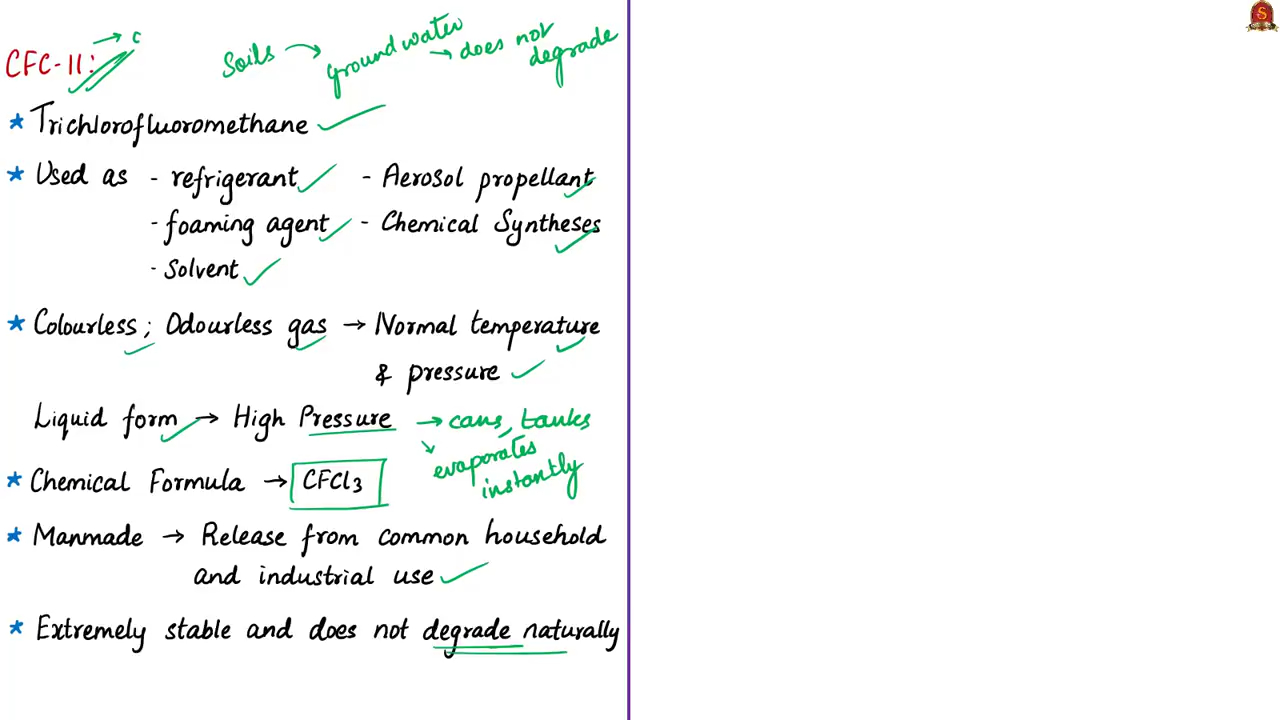 CFC-11: → c
Soils → ground water → does not degrade
* Trichlorofluoromethane
* Used as - refrigerant - Aerosol propellant
- foaming agent - Chemical Syntheses
- Solvent
* Colourless; Odourless gas → Normal temperature
& pressure
Liquid form → High Pressure → cans, tanks
evaporates
instantly
* Chemical Formula → CFCl3
* Manmade → Release from common household
and industrial use
* Extremely stable and does not degrade naturally